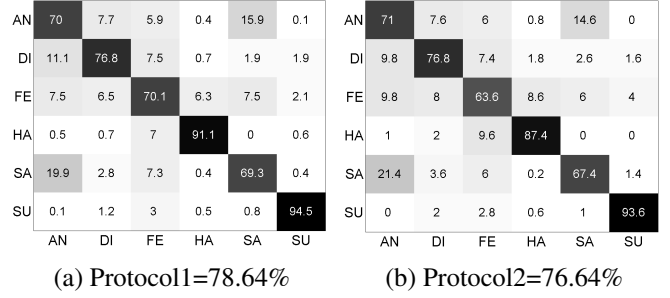 AN 70 7.7 5.9 0.4 15.9 0.1
DI 11.1 76.8 7.5 0.7 1.9 1.9
FE 7.5 6.5 70.1 6.3 7.5 2.1
HA 0.5 0.7 7 91.1 0 0.6
SA 19.9 2.8 7.3 0.4 69.3 0.4
SU 0.1 1.2 3 0.5 0.8 94.5
AN DI FE HA SA SU
(a) Protocol1=78.64%
AN 71 7.6 6 0.8 14.6 0
DI 9.8 76.8 7.4 1.8 2.6 1.6
FE 9.8 8 63.6 8.6 6 4
HA 1 2 9.6 87.4 0 0
SA 21.4 3.6 6 0.2 67.4 1.4
SU 0 2 2.8 0.6 1 93.6
AN DI FE HA SA SU
(b) Protocol2=76.64%